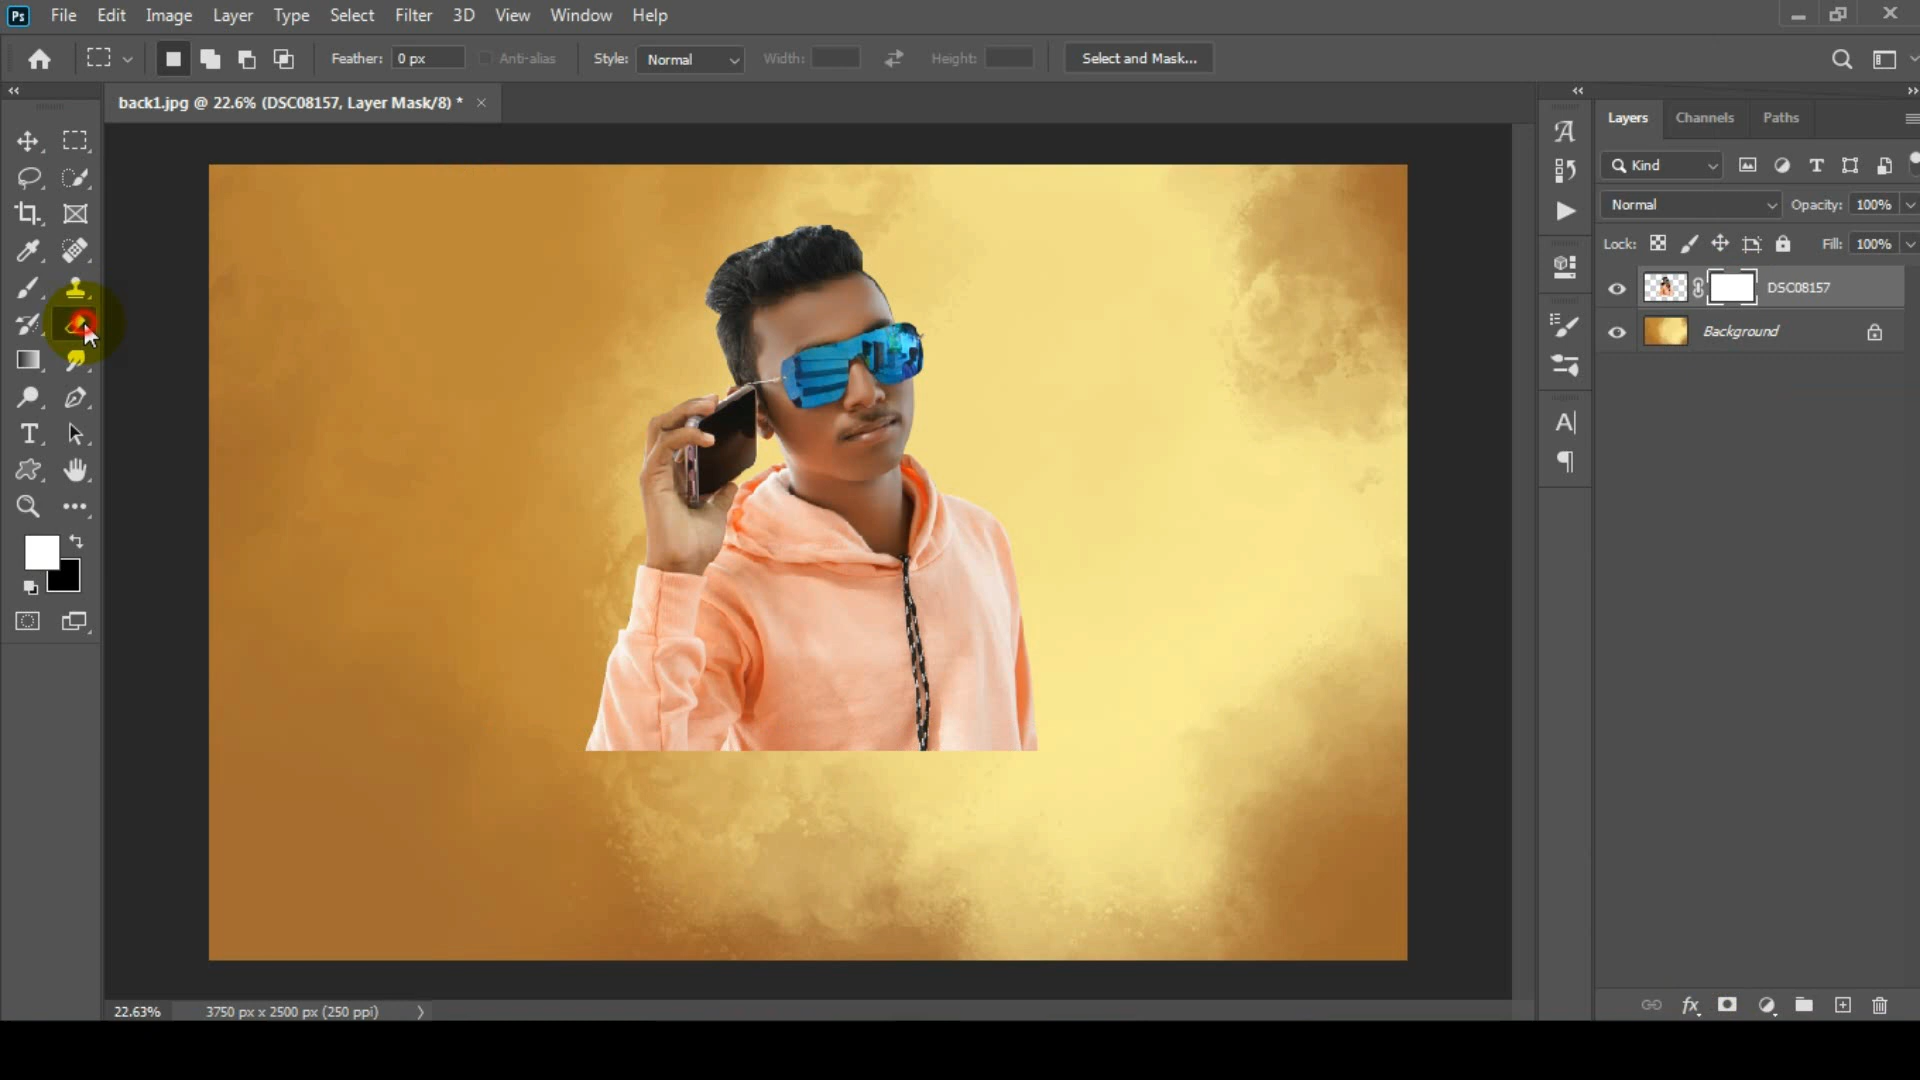 Ps File Edit Image Layer Type Select Filter 3D View Window Help
Feather: 0 px Anti-alias Style: Normal Width: Height: Select and Mask...
back1.jpg @ 22.6% (DSC08157, Layer Mask/8) * ×
Layers Channels Paths
Kind
Normal Opacity: 100%
Lock: Fill: 100%
DSC08157
Background
22.63% 3750 px x 2500 px (250 ppi)